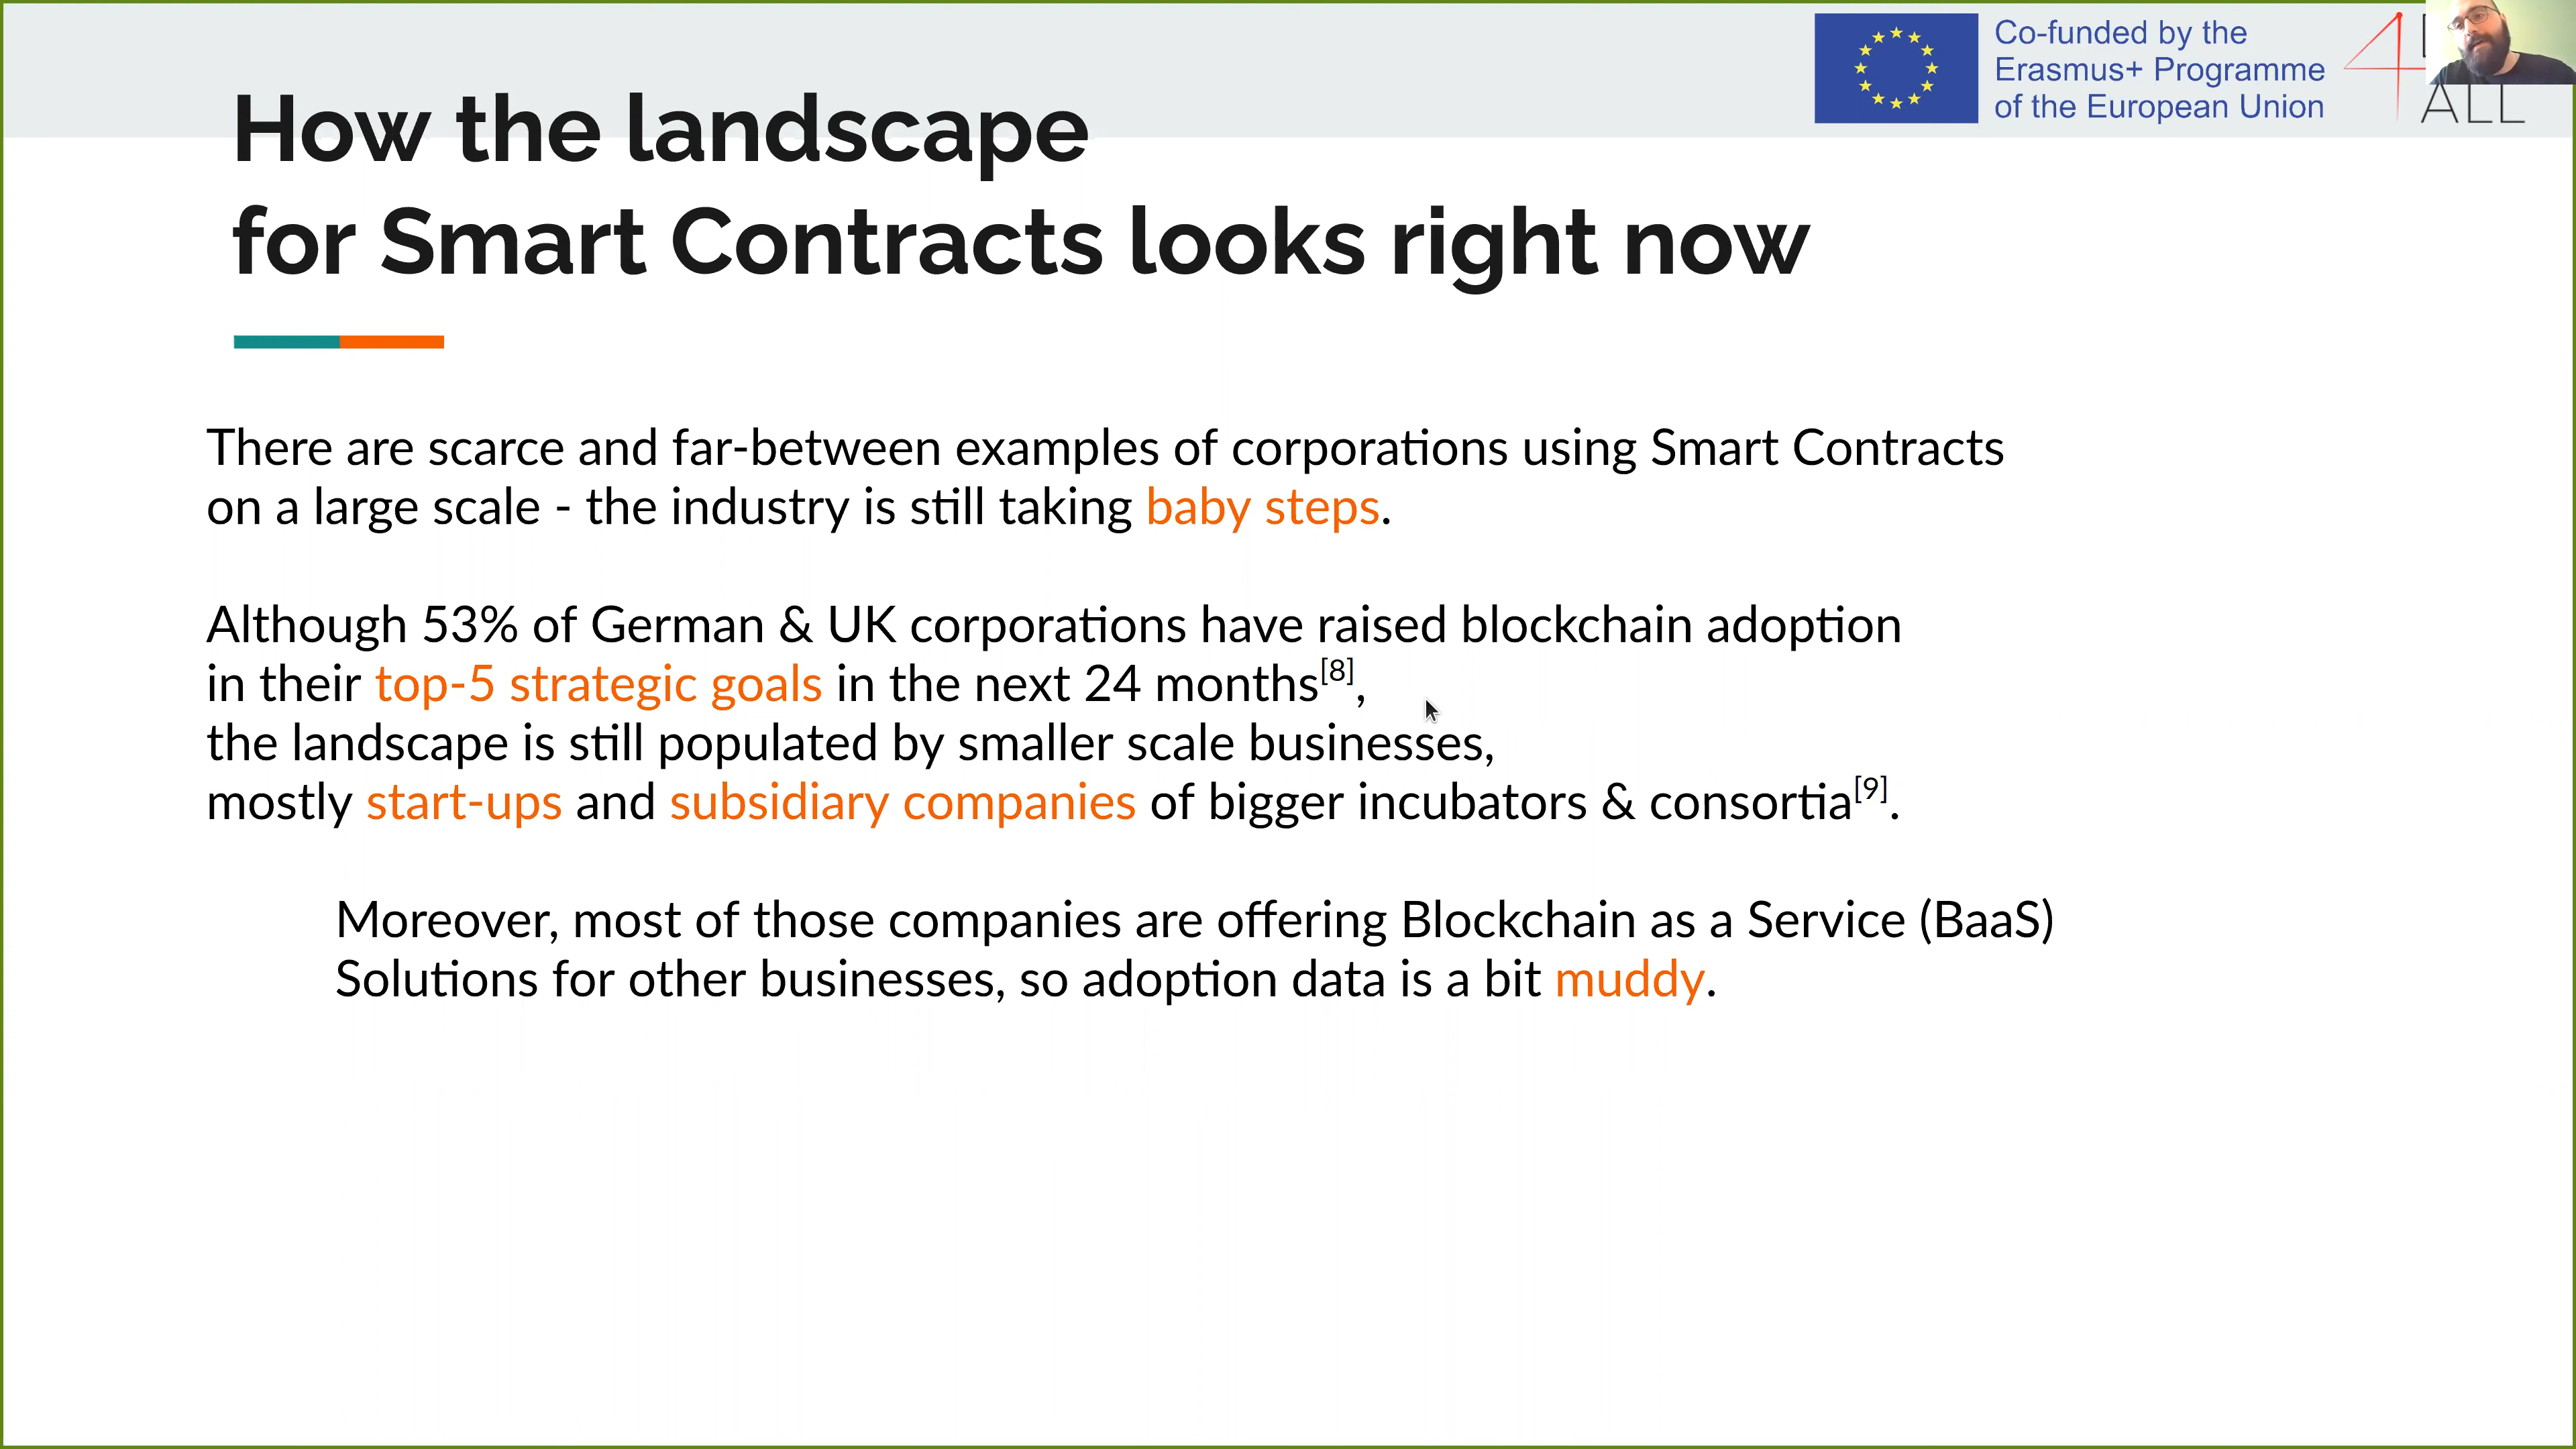 Co-funded by the
Erasmus+ Programme
of the European Union
4
ALL
How the landscape
for Smart Contracts looks right now
There are scarce and far-between examples of corporations using Smart Contracts
on a large scale - the industry is still taking baby steps.
Although 53% of German & UK corporations have raised blockchain adoption
in their top-5 strategic goals in the next 24 months[8],
the landscape is still populated by smaller scale businesses,
mostly start-ups and subsidiary companies of bigger incubators & consortia[9].
Moreover, most of those companies are offering Blockchain as a Service (BaaS)
Solutions for other businesses, so adoption data is a bit muddy.